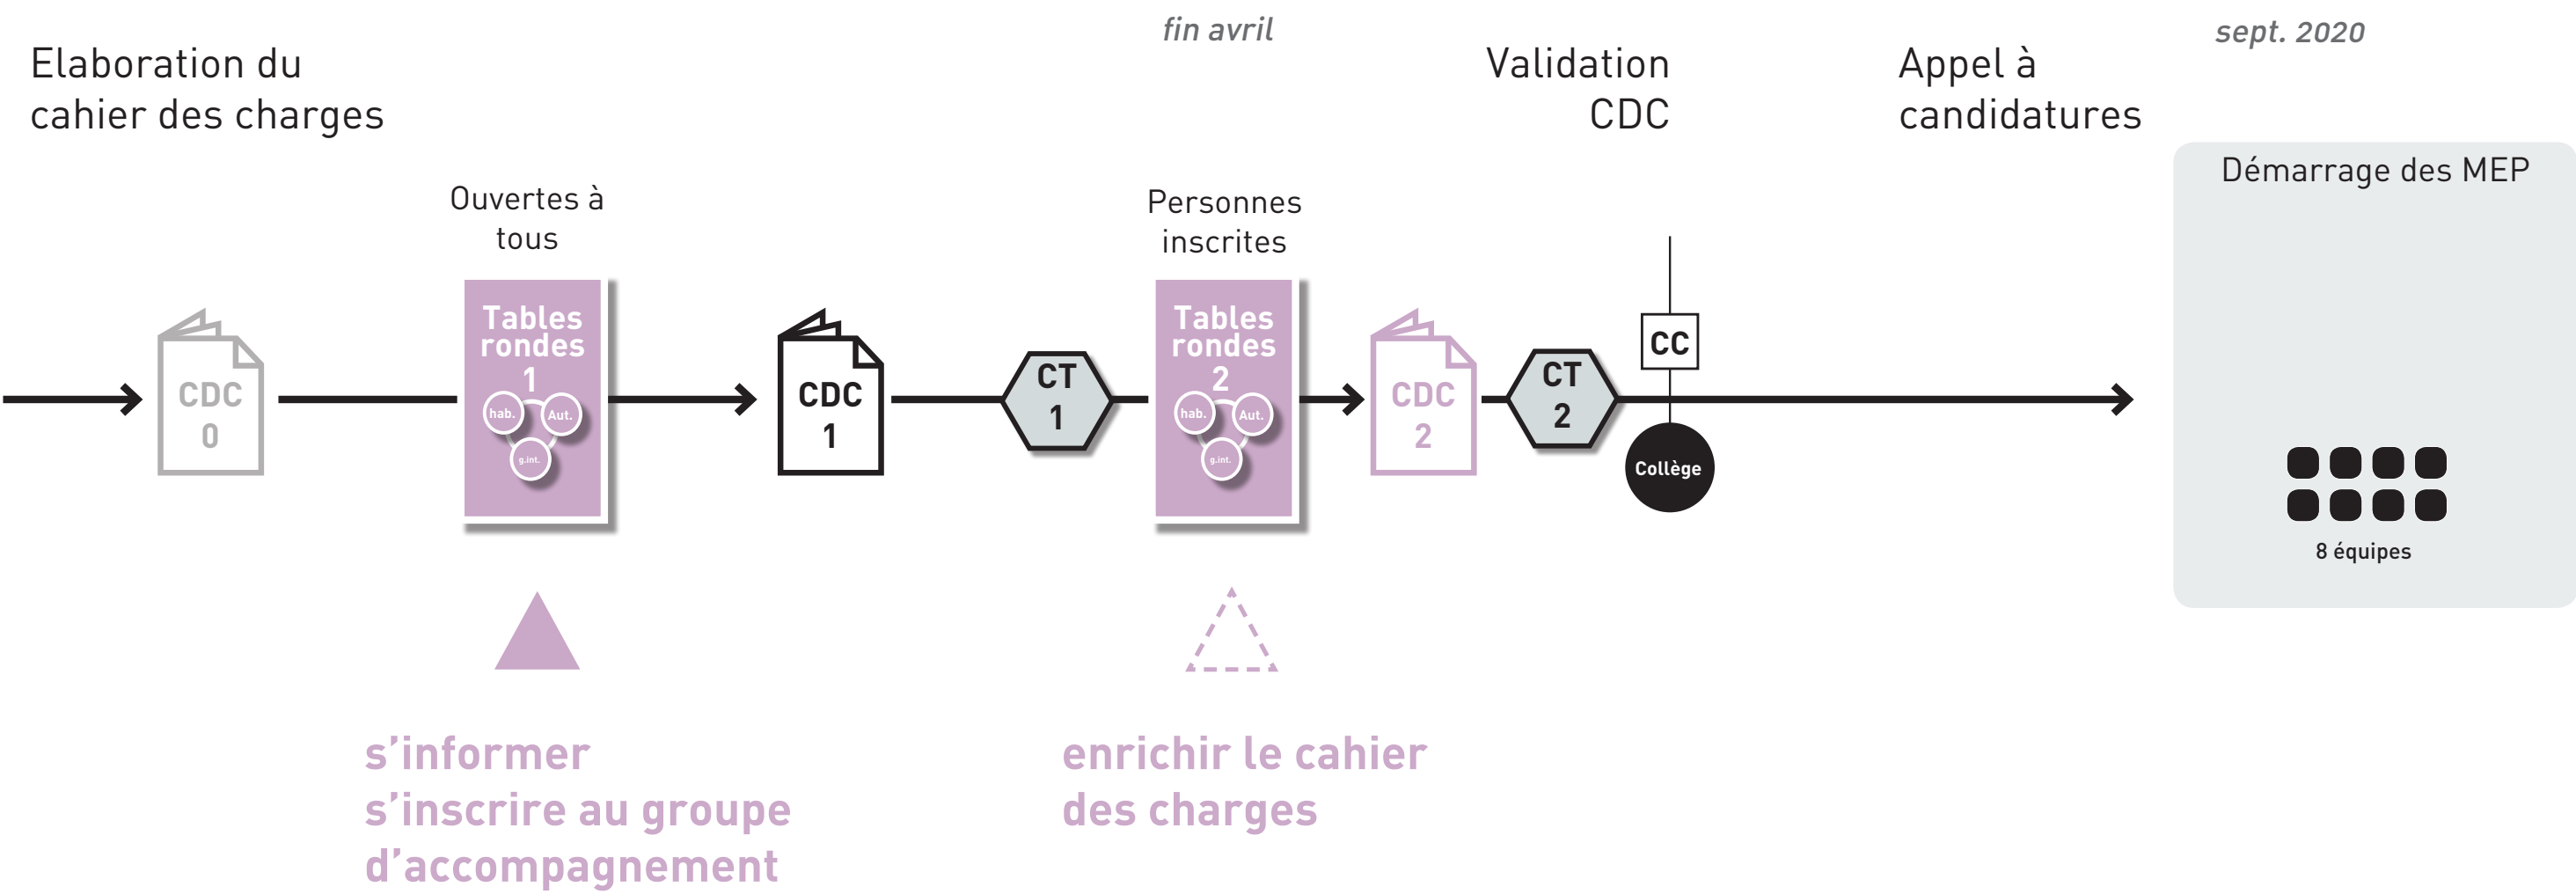 fin avril
sept. 2020
Elaboration du
cahier des charges
Validation
CDC
Appel à
candidatures
Démarrage des MEP
Ouvertes à
tous
Personnes
inscrites
CDC
0
Tables
rondes
1
hab.
Aut.
g.int.
CDC
1
CT
1
Tables
rondes
2
hab.
Aut.
g.int.
CDC
2
CT
2
CC
Collège
8 équipes
s’informer
s’inscrire au groupe
d’accompagnement
enrichir le cahier
des charges